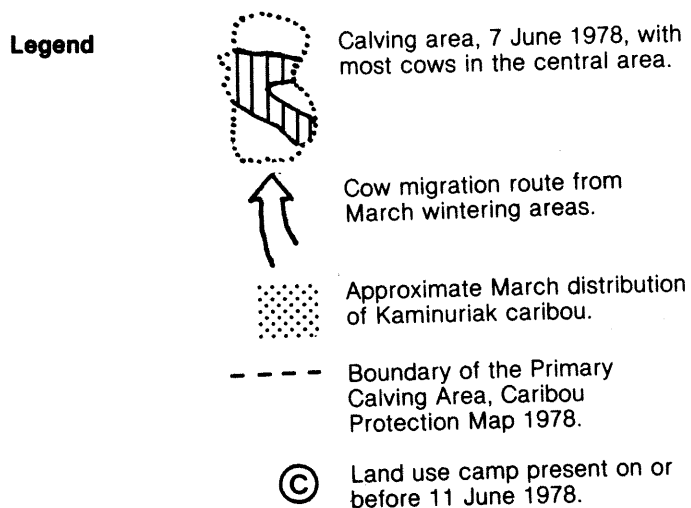 Legend
Calving area, 7 June 1978, with
most cows in the central area.
Cow migration route from
March wintering areas.
Approximate March distribution
of Kaminuriak caribou.
Boundary of the Primary
Calving Area, Caribou
Protection Map 1978.
C
Land use camp present on or
before 11 June 1978.